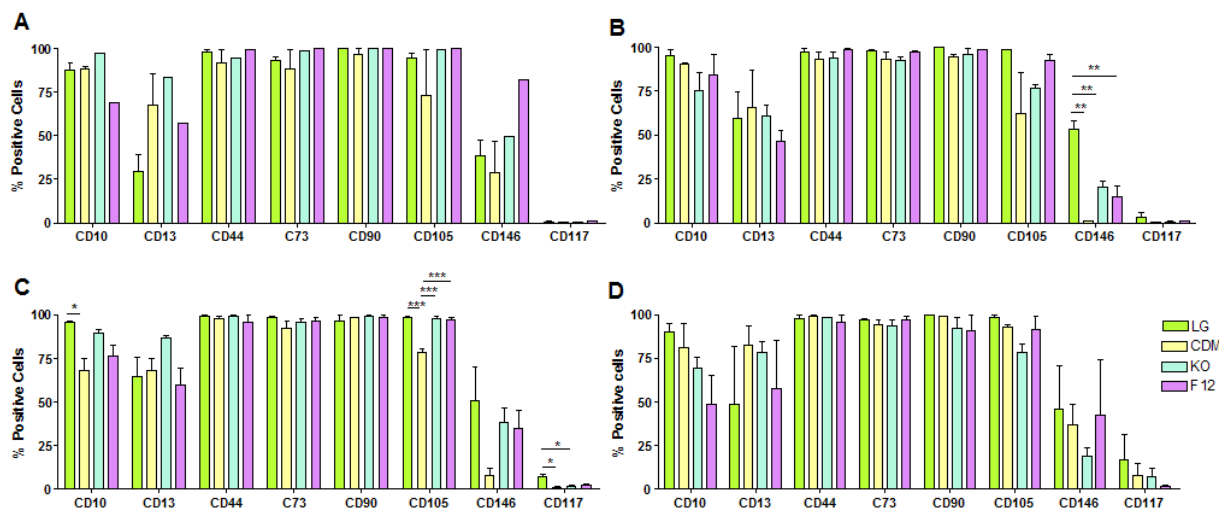 A
% Positive Cells
100
75
50
25
0
CD10 CD13 CD44 C73 CD90 CD105 CD146 CD117
B
% Positive Cells
100
75
50
25
0
** 
**
**
CD10 CD13 CD44 C73 CD90 CD105 CD146 CD117
C
% Positive Cells
100
75
50
25
0
*
***
***
***
*
*
CD10 CD13 CD44 C73 CD90 CD105 CD146 CD117
D
% Positive cells
100
75
50
25
0
CD10 CD13 CD44 C73 CD90 CD105 CD146 CD117
LG
CDM
KO
F12